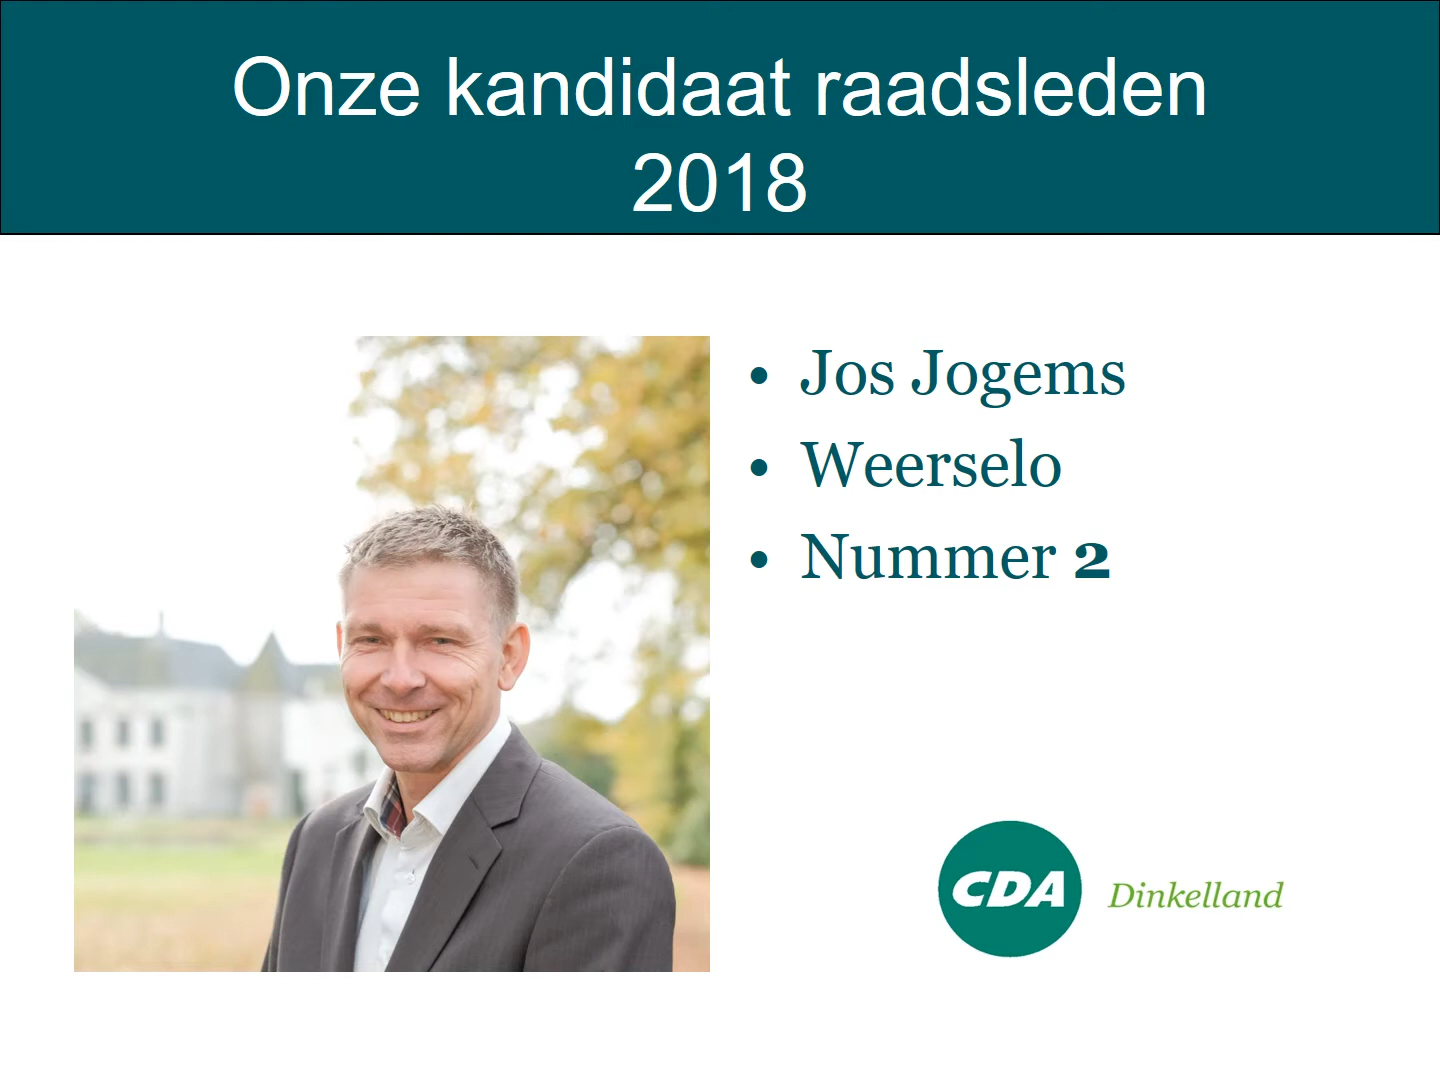 Onze kandidaat raadsleden
2018
• Jos Jogems
• Weerselo
• Nummer 2
CDA Dinkelland